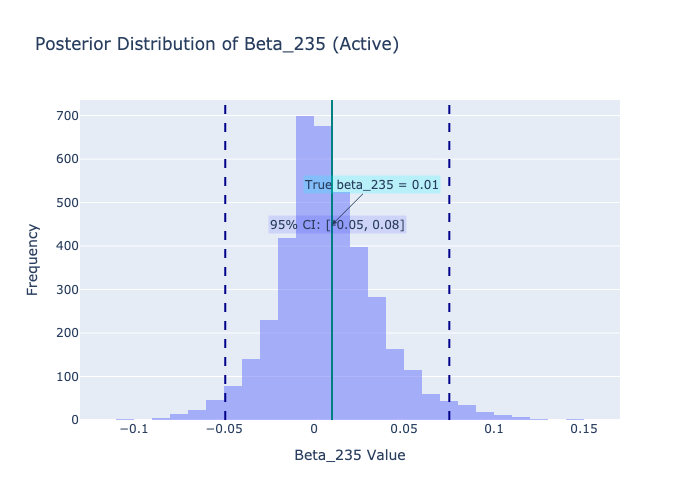 Posterior Distribution of Beta_235 (Active)
700
600
500
400
300
200
100
0
Frequency
True beta_235 = 0.01
95% CI: [-0.05, 0.08]
−0.1
−0.05
0
0.05
0.1
0.15
Beta_235 Value